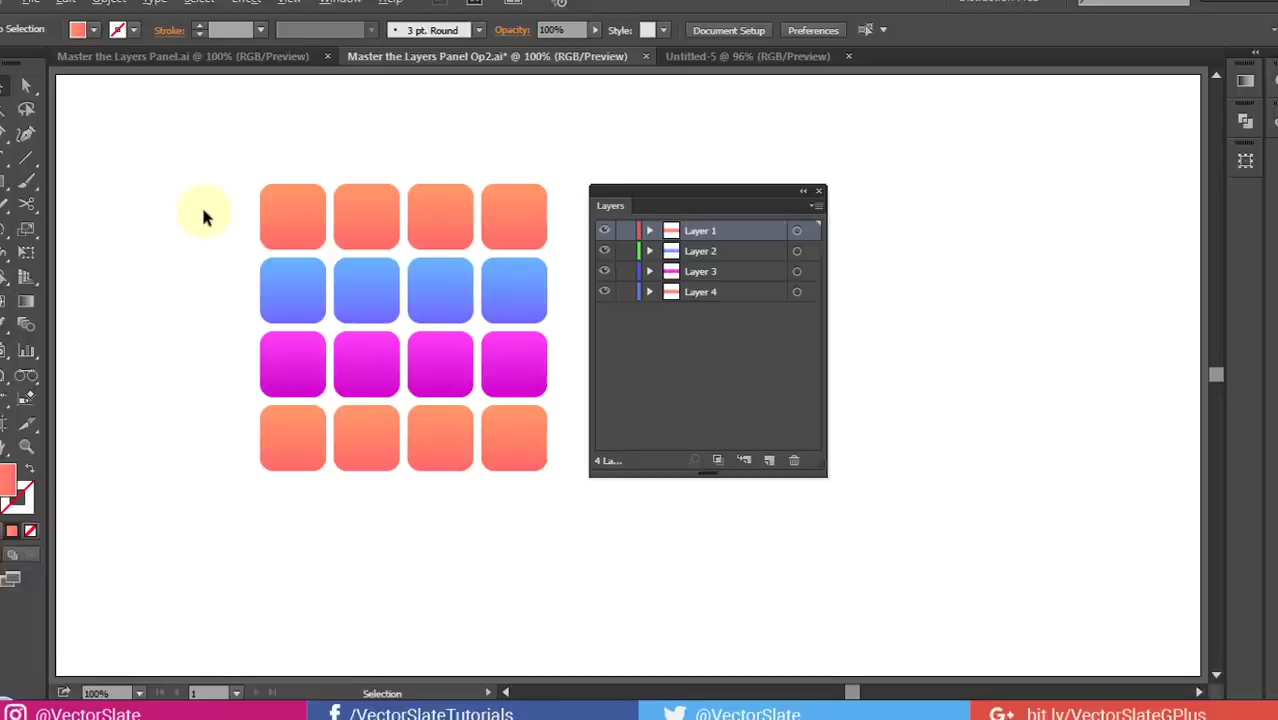 Selection
Stroke:
3 pt. Round
Opacity:
100%
Style:
Document Setup
Preferences
Master the Layers Panel.ai @ 100% (RGB/Preview) ×
Master the Layers Panel Op2.ai* @ 100% (RGB/Preview) ×
Untitled-5 @ 96% (RGB/Preview) ×
Layers
Layer 1
Layer 2
Layer 3
Layer 4
4 La...
100%
1
Selection
@VectorSlate
/VectorSlateTutorials
@VectorSlate
bit.ly/VectorSlateGPlus